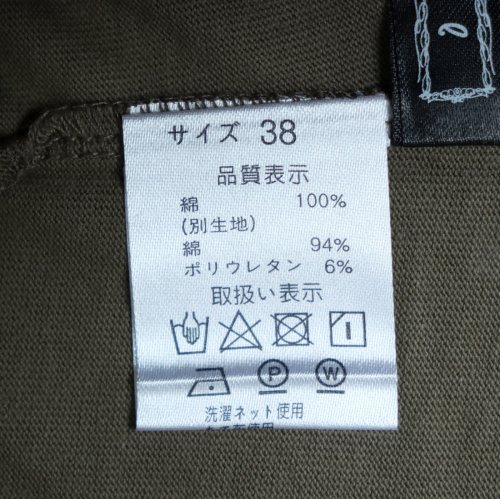 サイズ 38
品質表示
綿 100%
(別生地)
綿 94%
ポリウレタン 6%
取扱い表示
P W
洗濯ネット使用